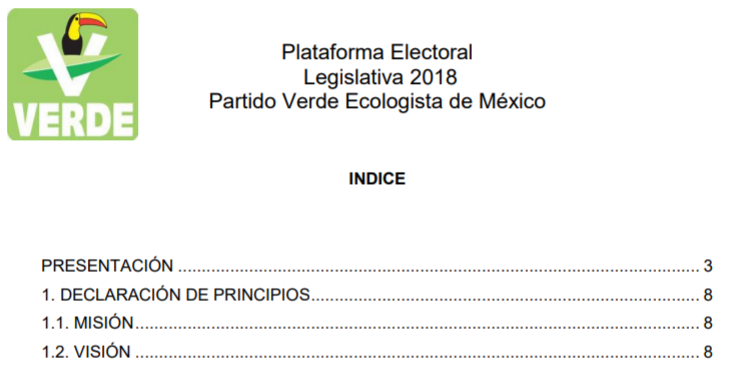 VERDE
Plataforma Electoral
Legislativa 2018
Partido Verde Ecologista de México
INDICE
PRESENTACIÓN ........................................................................................................... 3
1. DECLARACIÓN DE PRINCIPIOS................................................................................ 8
1.1. MISIÓN..................................................................................................................... 8
1.2. VISIÓN ..................................................................................................................... 8